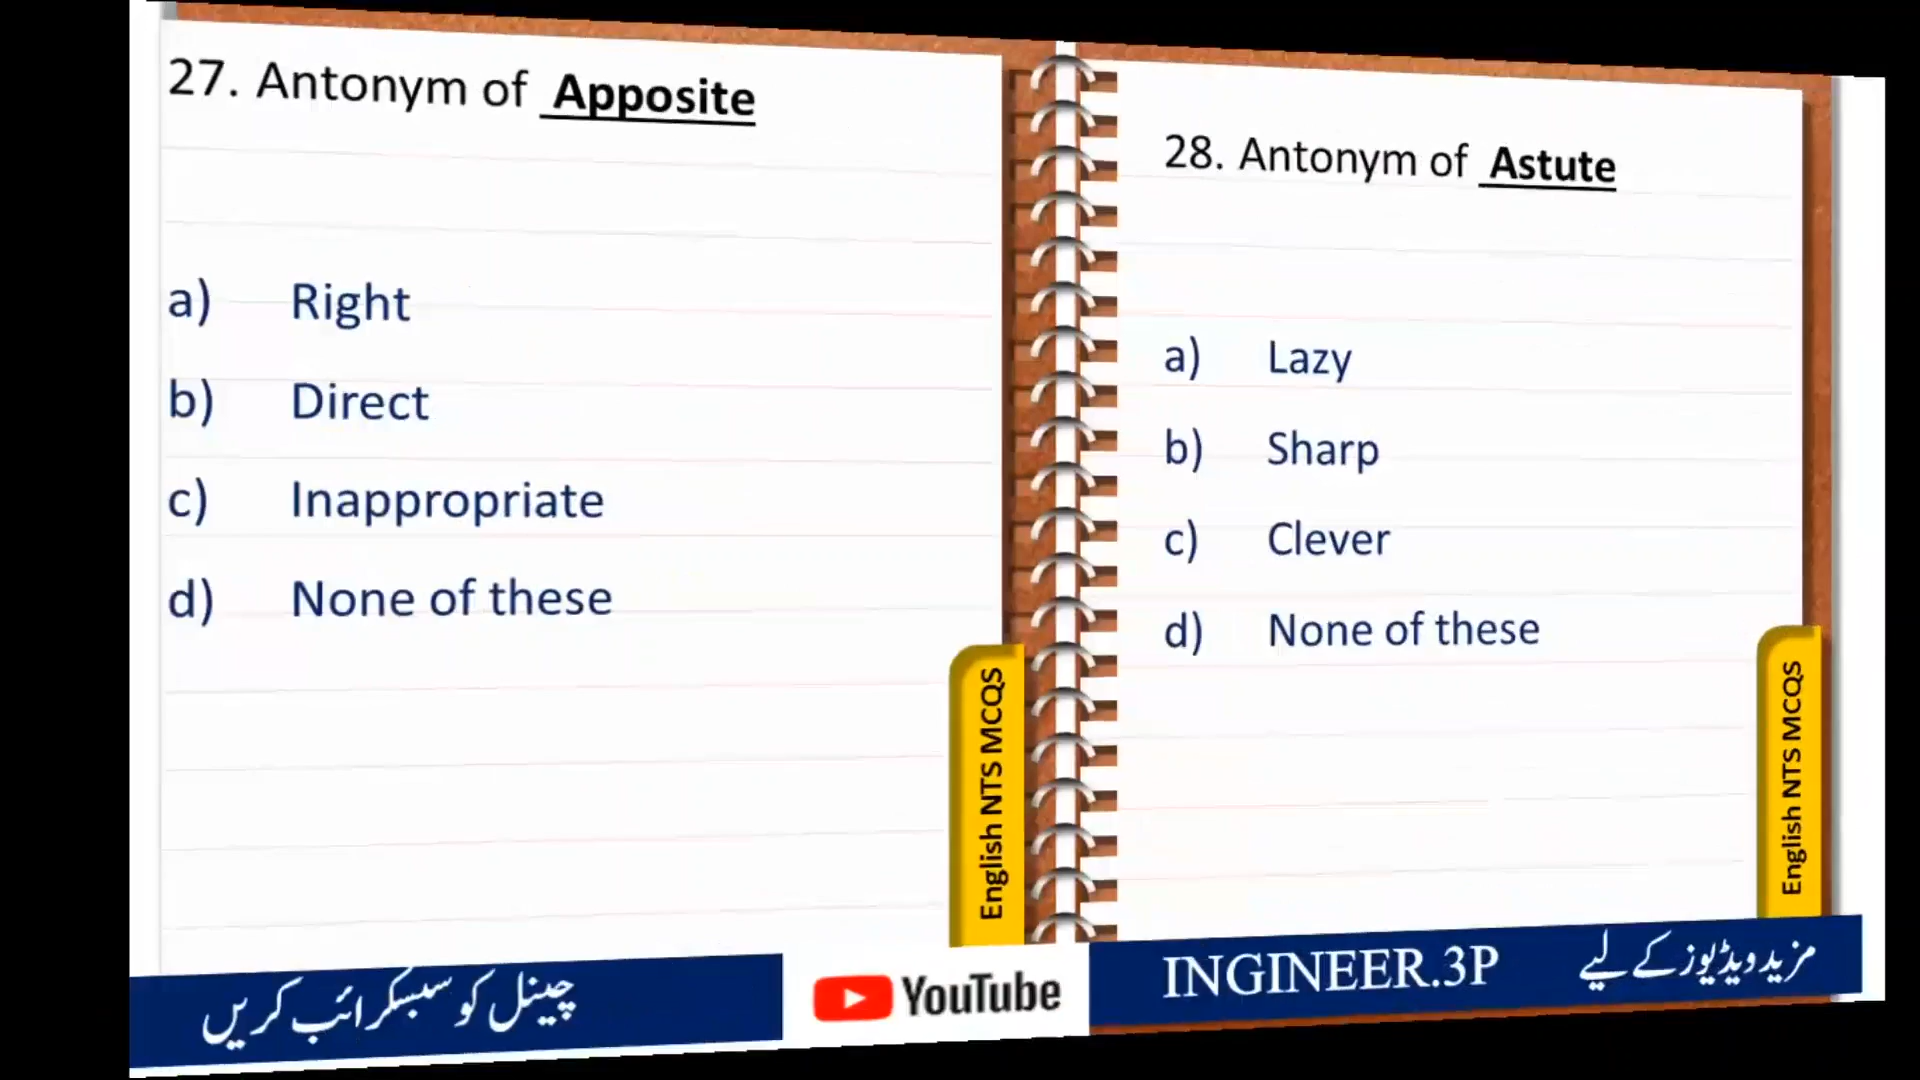 27. Antonym of Apposite
a) Right
b) Direct
c) Inappropriate
d) None of these
English NTS MCQS
28. Antonym of Astute
a) Lazy
b) Sharp
c) Clever
d) None of these
English NTS MCQS
چینل کو سبسکرائب کریں
YouTube
INGINEER.3P
مزید ویڈیوز کے لیے